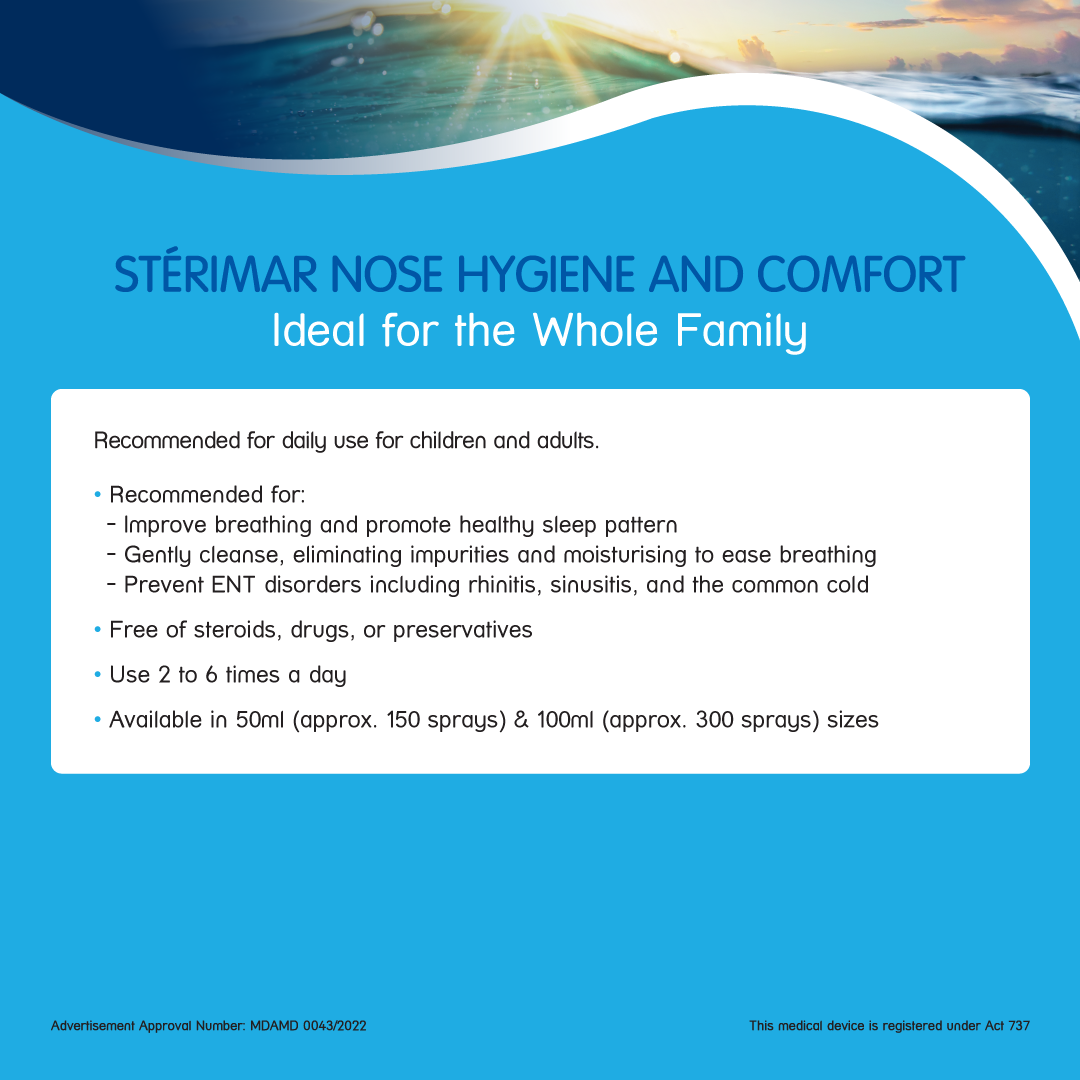 STÉRIMAR NOSE HYGIENE AND COMFORT
Ideal for the Whole Family
Recommended for daily use for children and adults.
• Recommended for:
- Improve breathing and promote healthy sleep pattern
- Gently cleanse, eliminating impurities and moisturising to ease breathing
- Prevent ENT disorders including rhinitis, sinusitis, and the common cold
• Free of steroids, drugs, or preservatives
• Use 2 to 6 times a day
• Available in 50ml (approx. 150 sprays) & 100ml (approx. 300 sprays) sizes
Advertisement Approval Number: MDAMD 0043/2022
This medical device is registered under Act 737